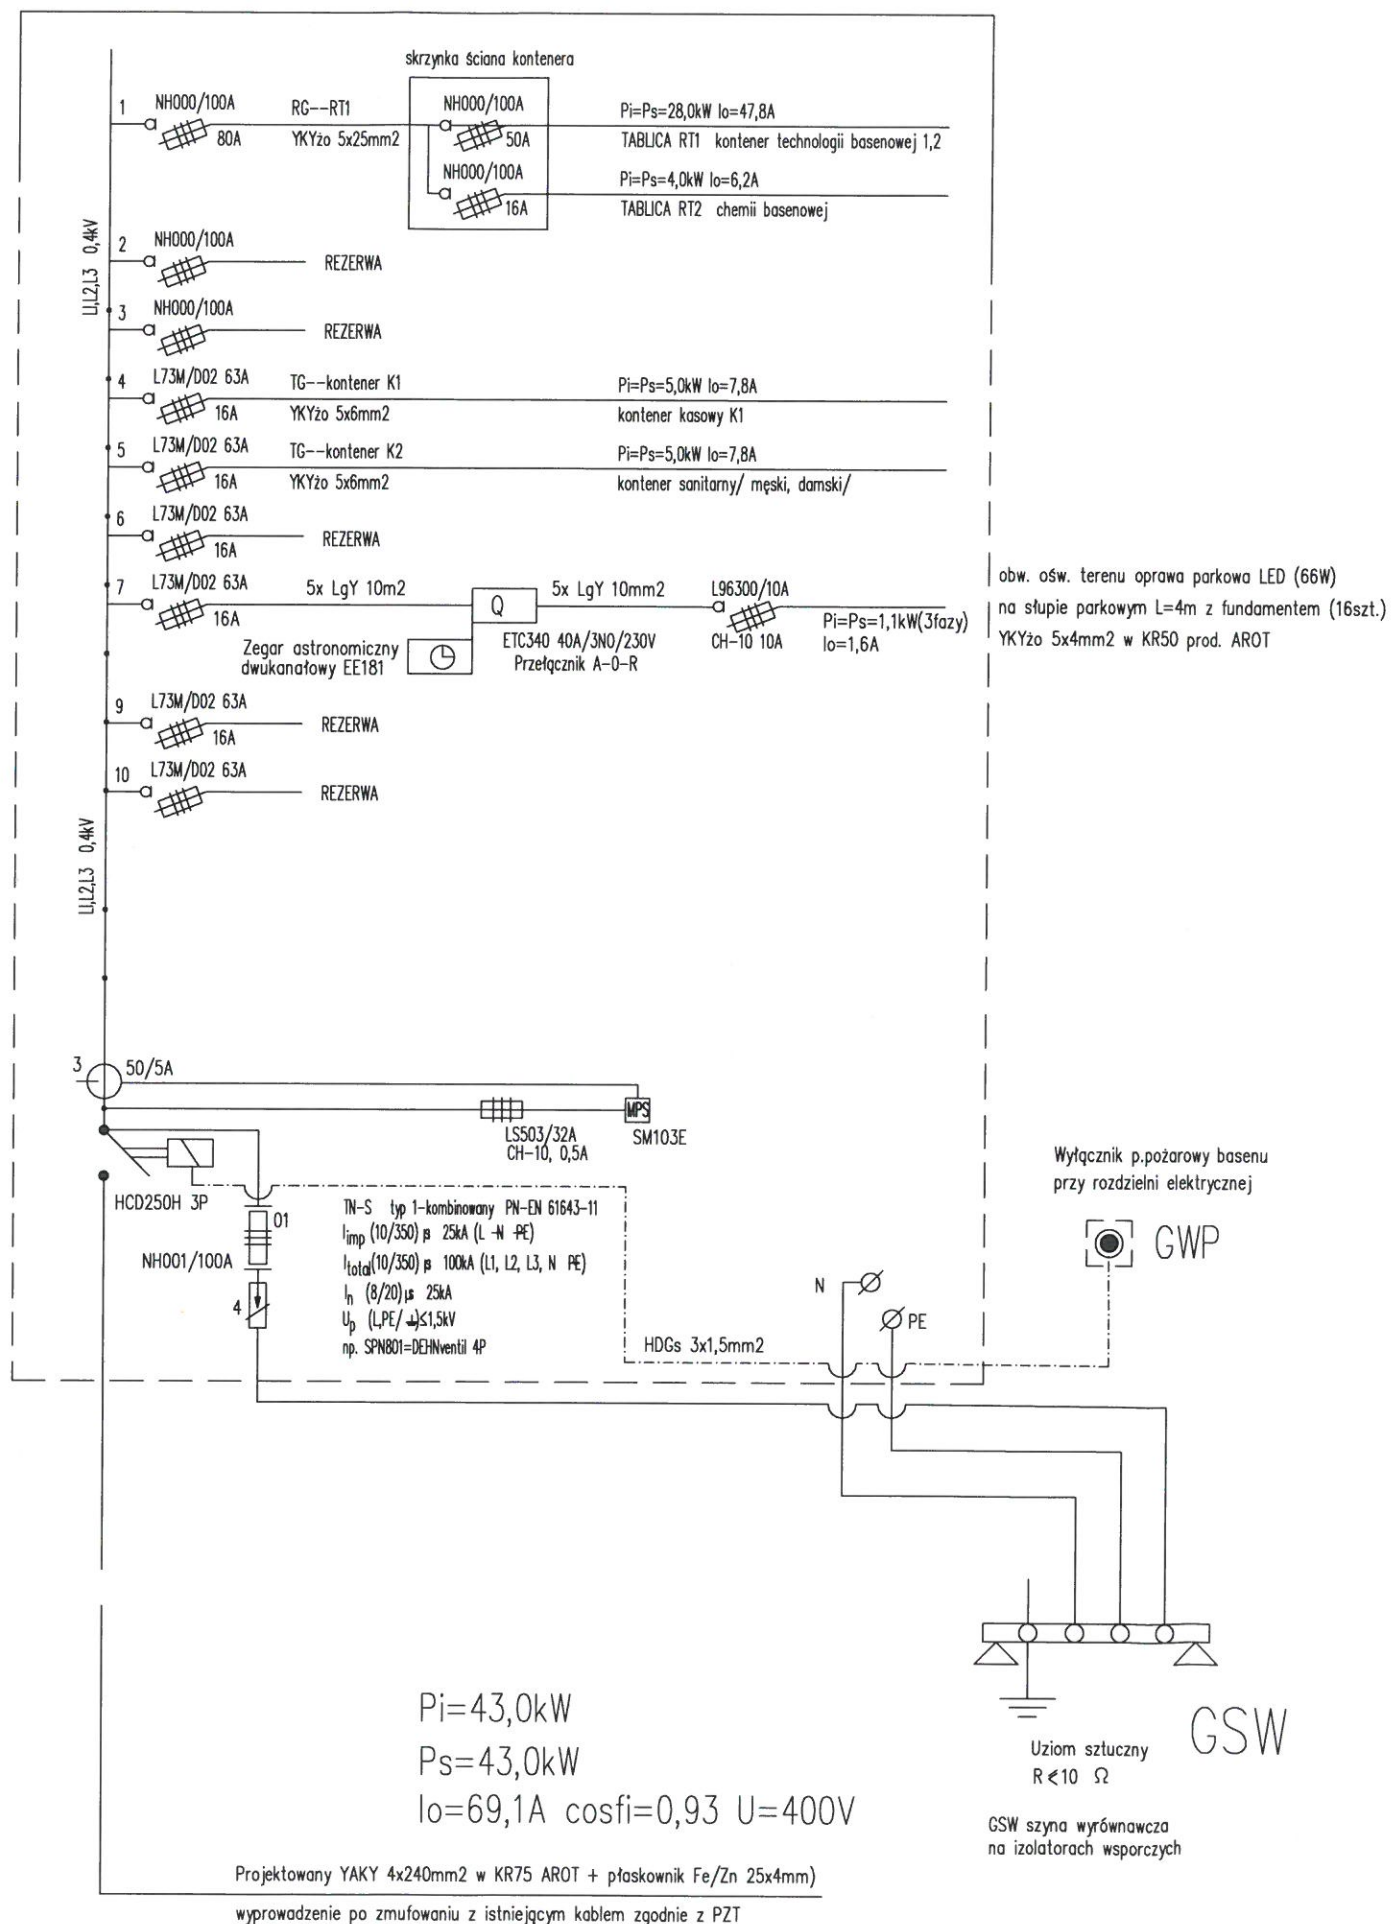 skrzynka ściana kontenera
1 NH000/100A RG--RT1 NH000/100A Pi=Ps=28,0kW Io=47,8A
80A YKYżo 5x25mm2 50A TABLICA RT1 kontener technologii basenowej 1,2
NH000/100A Pi=Ps=4,0kW Io=6,2A
16A TABLICA RT2 chemii basenowej
L1,L2,L3 0,4kV
2 NH000/100A
REZERWA
3 NH000/100A
REZERWA
4 L73M/D02 63A TG--kontener K1 Pi=Ps=5,0kW Io=7,8A
16A YKYżo 5x6mm2 kontener kasowy K1
5 L73M/D02 63A TG--kontener K2 Pi=Ps=5,0kW Io=7,8A
16A YKYżo 5x6mm2 kontener sanitarny/ męski, damski/
6 L73M/D02 63A
16A REZERWA
7 L73M/D02 63A 5x LgY 10m2 Q 5x LgY 10mm2 L96300/10A
16A ETC340 40A/3NO/230V CH-10 10A Pi=Ps=1,1kW(3fazy)
Przełącznik A-0-R Io=1,6A
Zegar astronomiczny
dwukanałowy EE181
obw. ośw. terenu oprawa parkowa LED (66W)
na słupie parkowym L=4m z fundamentem (16szt.)
YKYżo 5x4mm2 w KR50 prod. AROT
9 L73M/D02 63A
16A REZERWA
10 L73M/D02 63A
REZERWA
L1,L2,L3 0,4kV
3 50/5A
MPS
LS503/32A SM103E
CH-10, 0,5A
HCD250H 3P
01
NH001/100A
4
TN-S typ 1-kombinowany PN-EN 61643-11
Iimp (10/350) µs 25kA (L -N -PE)
Itotal(10/350) µs 100kA (L1, L2, L3, N PE)
In (8/20) µs 25kA
Up (L,PE/⏚)≤1,5kV
np. SPN801=DEHNventil 4P
Wyłącznik p.pożarowy basenu
przy rozdzielni elektrycznej
GWP
N
PE
HDGs 3x1,5mm2
GSW
Uziom sztuczny
R≤10 Ω
GSW szyna wyrównawcza
na izolatorach wsporczych
Pi=43,0kW
Ps=43,0kW
Io=69,1A cosfi=0,93 U=400V
Projektowany YAKY 4x240mm2 w KR75 AROT + płaskownik Fe/Zn 25x4mm)
wyprowadzenie po zmufowaniu z istniejącym kablem zgodnie z PZT